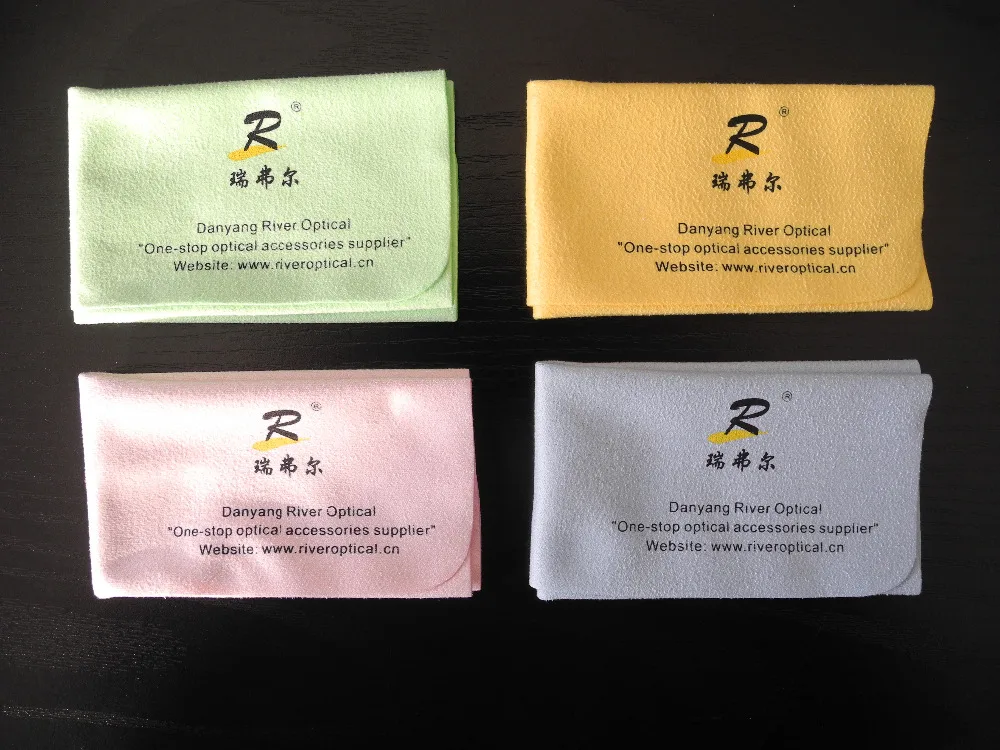 R®
瑞弗尔
Danyang River Optical
"One-stop optical accessories supplier"
Website: www.riveroptical.cn
R®
瑞弗尔
Danyang River Optical
"One-stop optical accessories supplier"
Website: www.riveroptical.cn
R®
瑞弗尔
Danyang River Optical
"One-stop optical accessories supplier"
Website: www.riveroptical.cn
R®
瑞弗尔
Danyang River Optical
"One-stop optical accessories supplier"
Website: www.riveroptical.cn